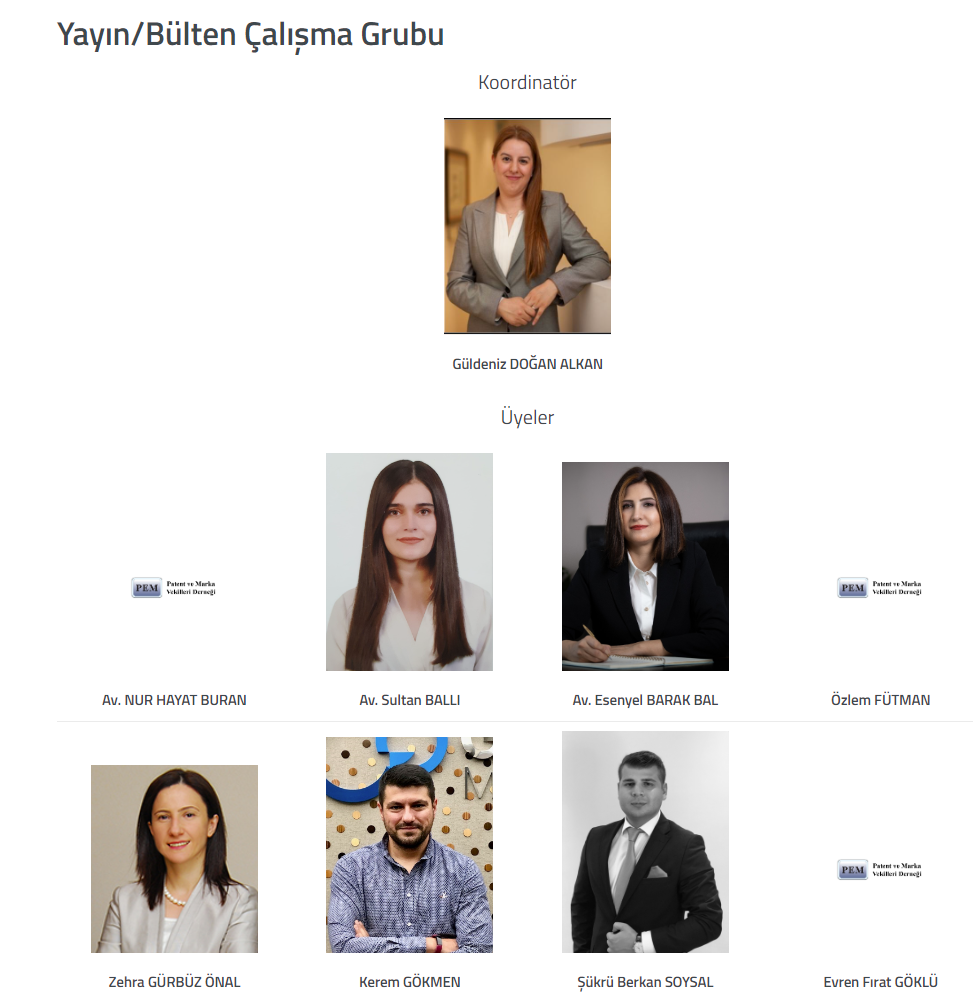 Yayın/Bülten Çalışma Grubu
Koordinatör
Güldeniz DOĞAN ALKAN
Üyeler
PEM Patent ve Marka
Vekilleri Derneği
PEM Patent ve Marka
Vekilleri Derneği
Av. NUR HAYAT BURAN
Av. Sultan BALLI
Av. Esenyel BARAK BAL
Özlem FÜTMAN
G
M
PEM Patent ve Marka
Vekilleri Derneği
Zehra GÜRBÜZ ÖNAL
Kerem GÖKMEN
Şükrü Berkan SOYSAL
Evren Fırat GÖKLÜ